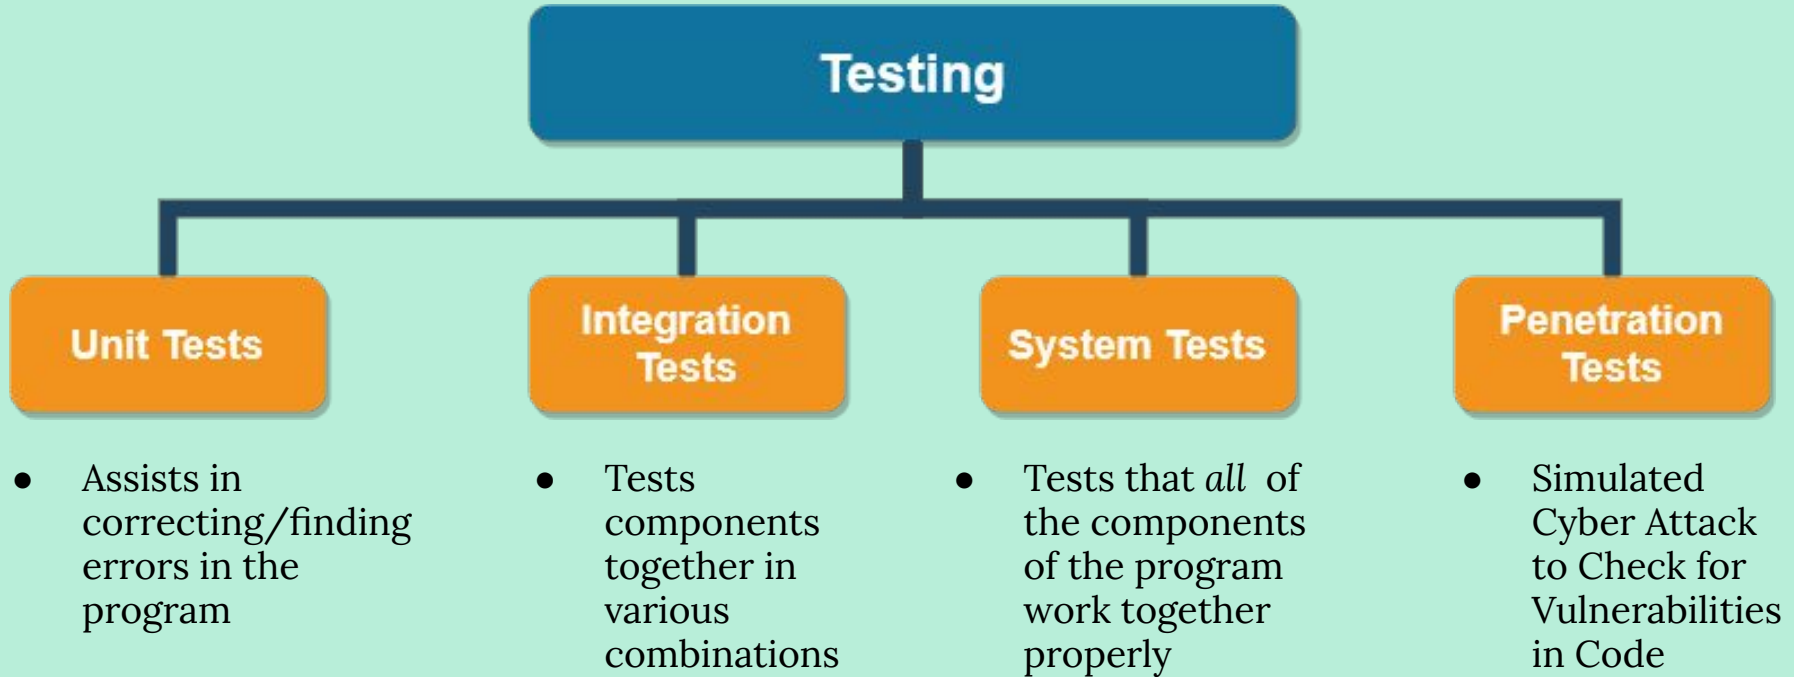 Testing
Unit Tests
Integration
Tests
System Tests
Penetration
Tests
● Assists in
correcting/finding
errors in the
program
● Tests
components
together in
various
combinations
● Tests that all of
the components
of the program
work together
properly
● Simulated
Cyber Attack
to Check for
Vulnerabilities
in Code